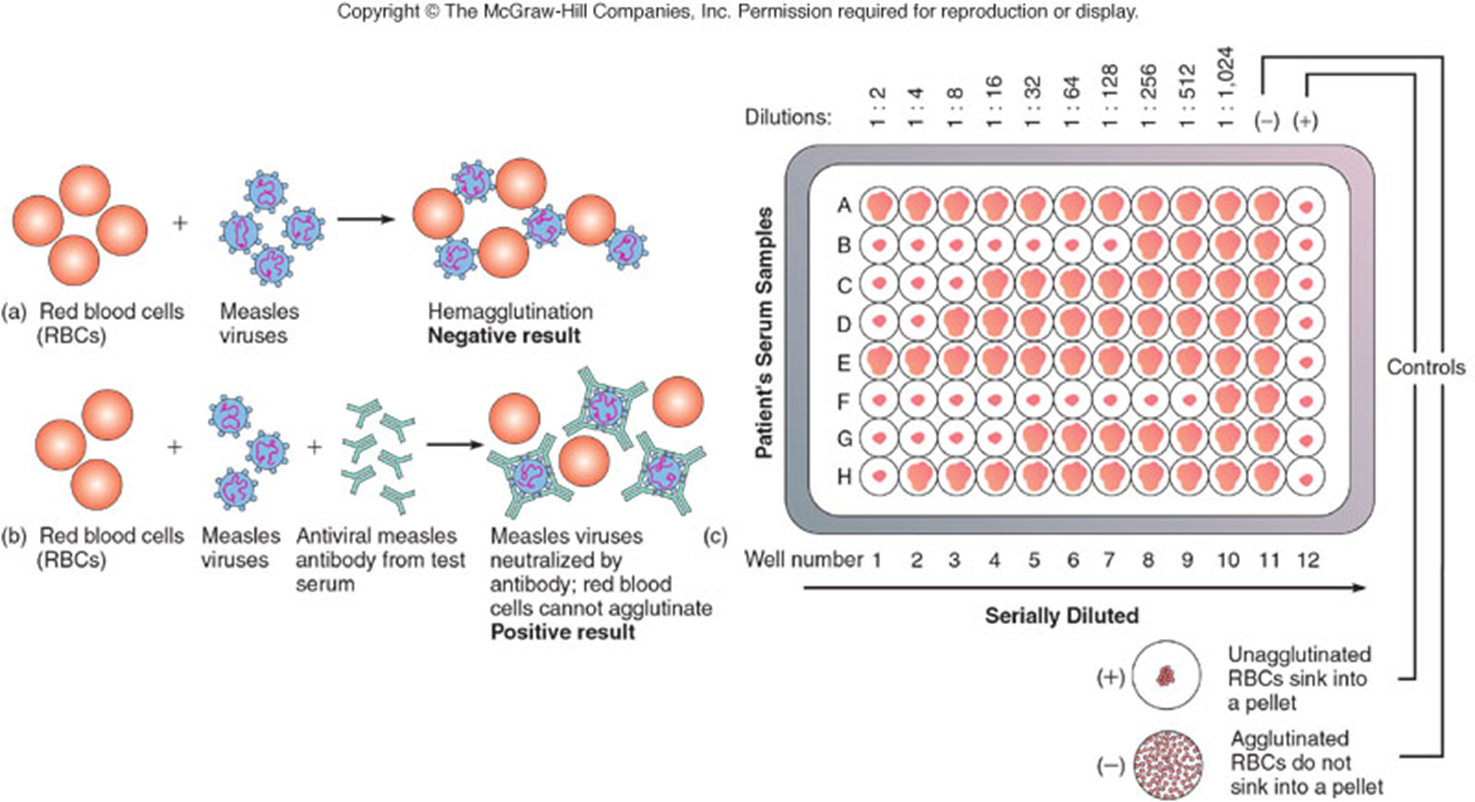 Copyright © The McGraw-Hill Companies, Inc. Permission required for reproduction or display.
(a) Red blood cells
(RBCs)
+
Measles
viruses
Hemagglutination
Negative result
(b) Red blood cells
(RBCs)
+
Measles
viruses
+
Antiviral measles
antibody from test
serum
Measles viruses
neutralized by
antibody; red blood
cells cannot agglutinate
Positive result
(c)
Dilutions: 1:2 1:4 1:8 1:16 1:32 1:64 1:128 1:256 1:512 1:1,024 (−) (+)
Patient's Serum Samples
A
B
C
D
E
F
G
H
Controls
Well number 1 2 3 4 5 6 7 8 9 10 11 12
Serially Diluted
(+) Unagglutinated
RBCs sink into
a pellet
(−) Agglutinated
RBCs do not
sink into a pellet